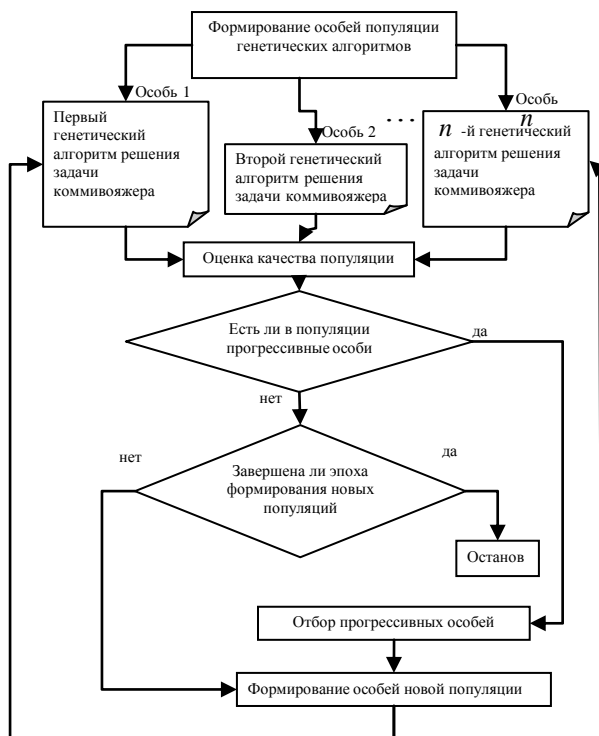 Формирование особей популяции
генетических алгоритмов
Особь 1
Первый
генетический
алгоритм решения
задачи
коммивояжера
Особь 2
Второй генетический
алгоритм решения
задачи коммивояжера
...
Особь
n
n -й генетический
алгоритм решения
задачи
коммивояжера
Оценка качества популяции
Есть ли в популяции
прогрессивные особи
да
нет
нет
Завершена ли эпоха
формирования новых
популяций
да
Останов
Отбор прогрессивных особей
Формирование особей новой популяции